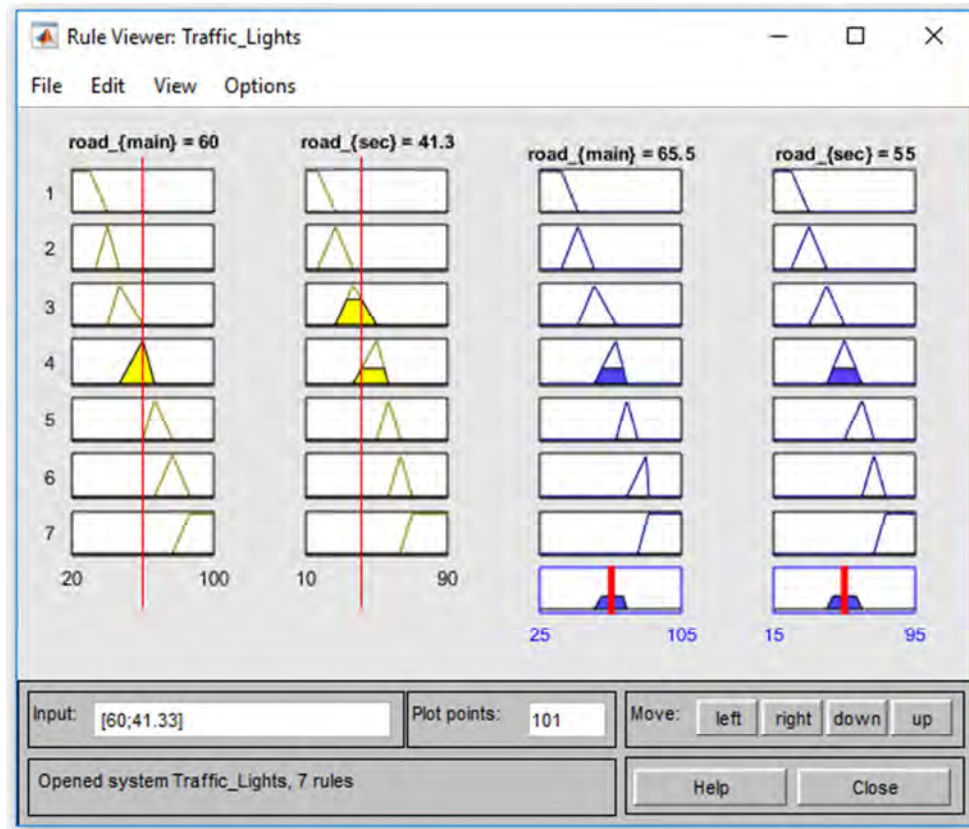 Rule Viewer: Traffic_Lights
File Edit View Options
road_{main} = 60
road_{sec} = 41.3
road_{main} = 65.5
road_{sec} = 55
1
2
3
4
5
6
7
20 100
10 90
25 105
15 95
Input: [60;41.33]
Plot points: 101
Move: left right down up
Opened system Traffic_Lights, 7 rules
Help Close